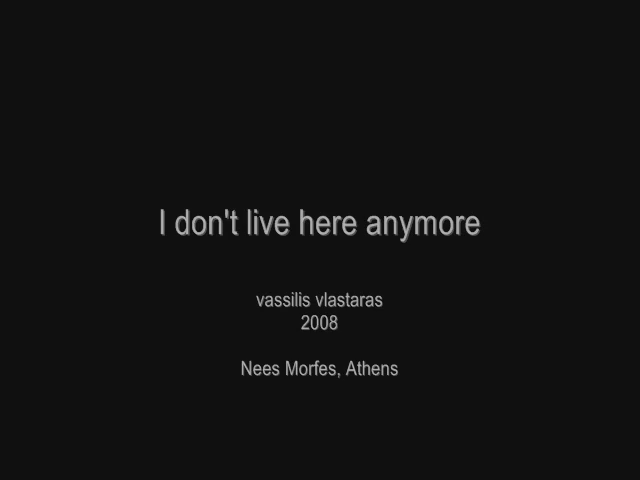 I don't live here anymore
vassilis vlastaras
2008
Nees Morfes, Athens